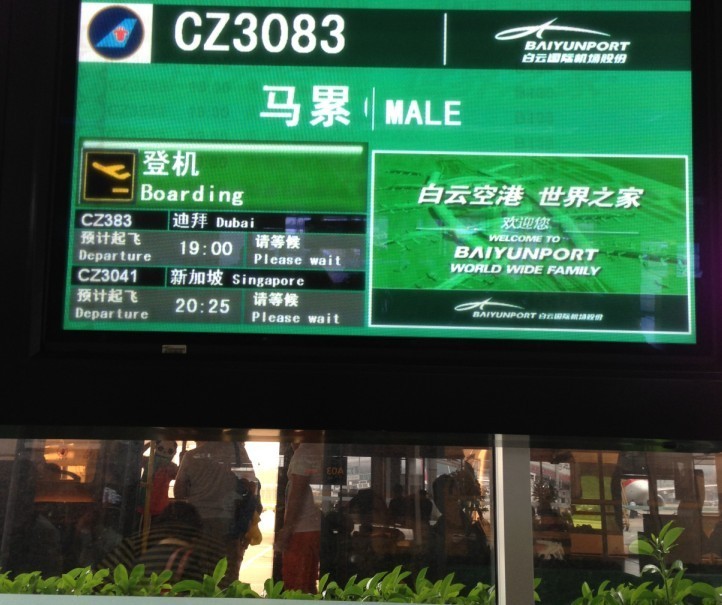 CZ3083
BAIYUNPORT
白云国际机场股份
马累 MALE
登机
Boarding
CZ383 迪拜 Dubai
预计起飞 19:00 请等候
Departure Please wait
CZ3041 新加坡 Singapore
预计起飞 20:25 请等候
Departure Please wait
白云空港 世界之家
欢迎您
WELCOME TO
BAIYUNPORT
WORLD WIDE FAMILY
BAIYUNPORT 白云国际机场股份